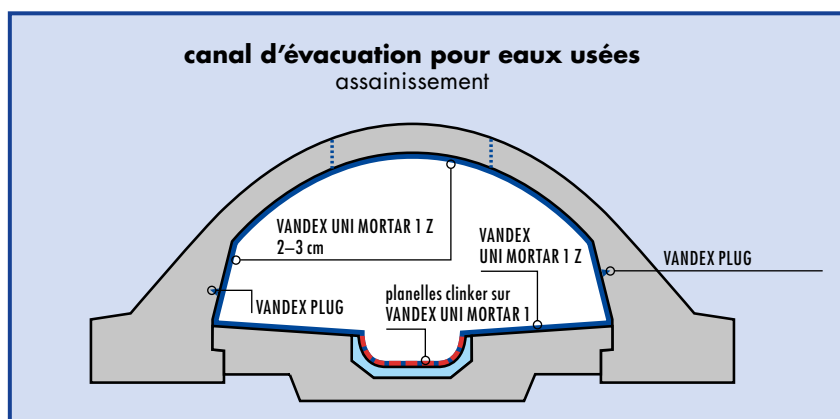 canal d'évacuation pour eaux usées
assainissement
VANDEX UNI MORTAR 1 Z
2–3 cm
VANDEX
UNI MORTAR 1 Z
VANDEX PLUG
VANDEX PLUG
planelles clinker sur
VANDEX UNI MORTAR 1